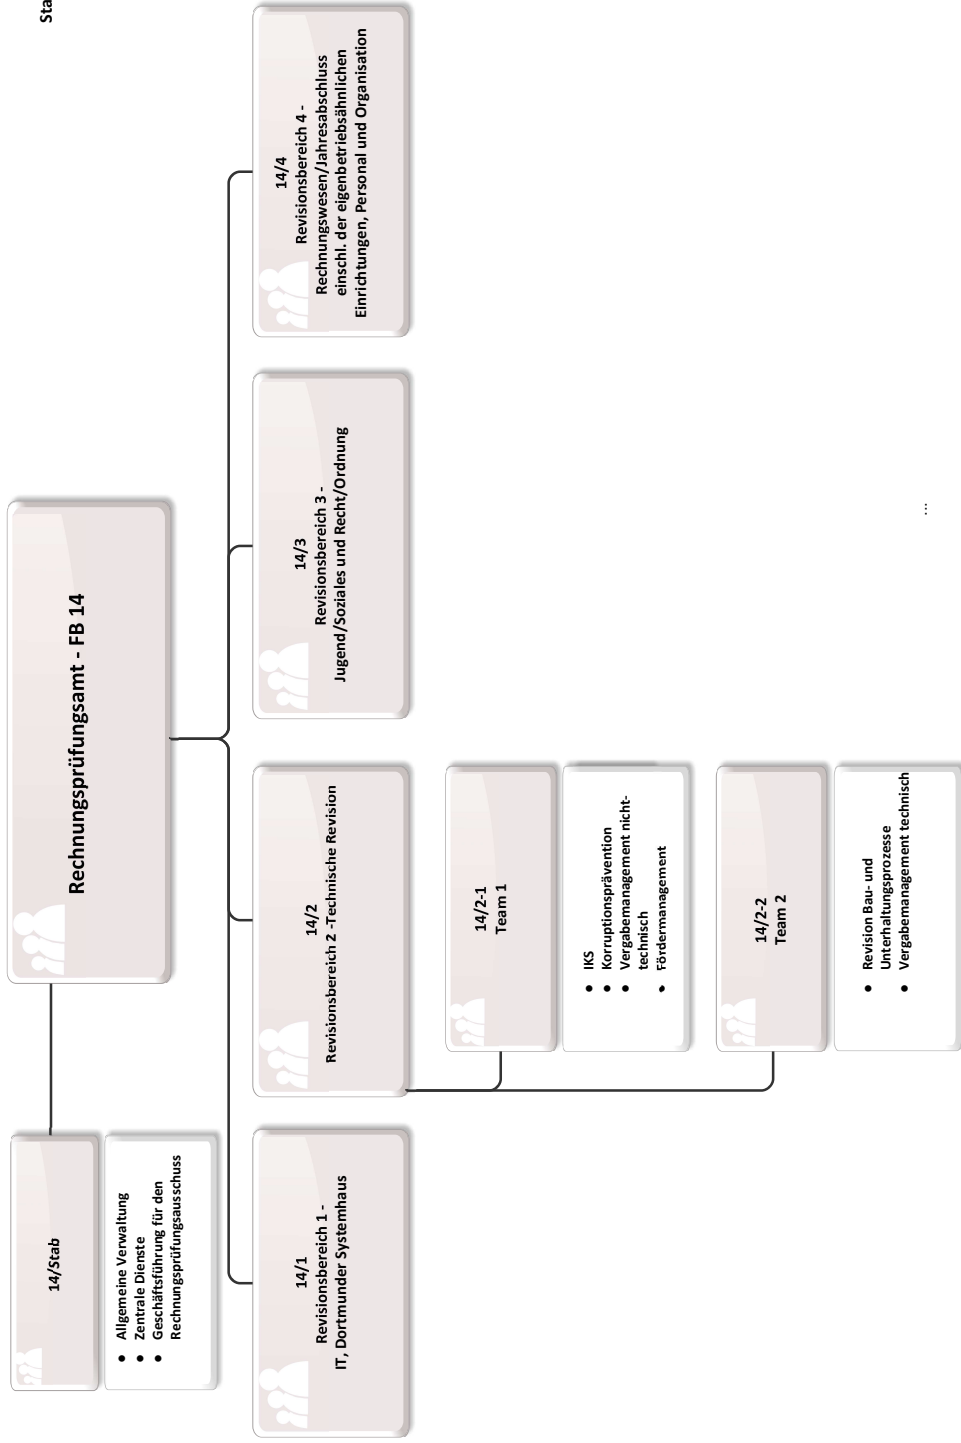 Sta
Rechnungsprüfungsamt - FB 14
14/Stab
● Allgemeine Verwaltung
● Zentrale Dienste
● Geschäftsführung für den
Rechnungsprüfungsausschuss
14/1
Revisionsbereich 1 -
IT, Dortmunder Systemhaus
14/2
Revisionsbereich 2 -Technische Revision
14/3
Revisionsbereich 3 -
Jugend/Soziales und Recht/Ordnung
14/4
Revisionsbereich 4 -
Rechnungswesen/Jahresabschluss
einschl. der eigenbetriebsähnlichen
Einrichtungen, Personal und Organisation
14/2-1
Team 1
● IKS
● Korruptionsprävention
● Vergabemanagement nicht-
technisch
● Fördermanagement
14/2-2
Team 2
● Revision Bau- und
Unterhaltungsprozesse
● Vergabemanagement technisch
...